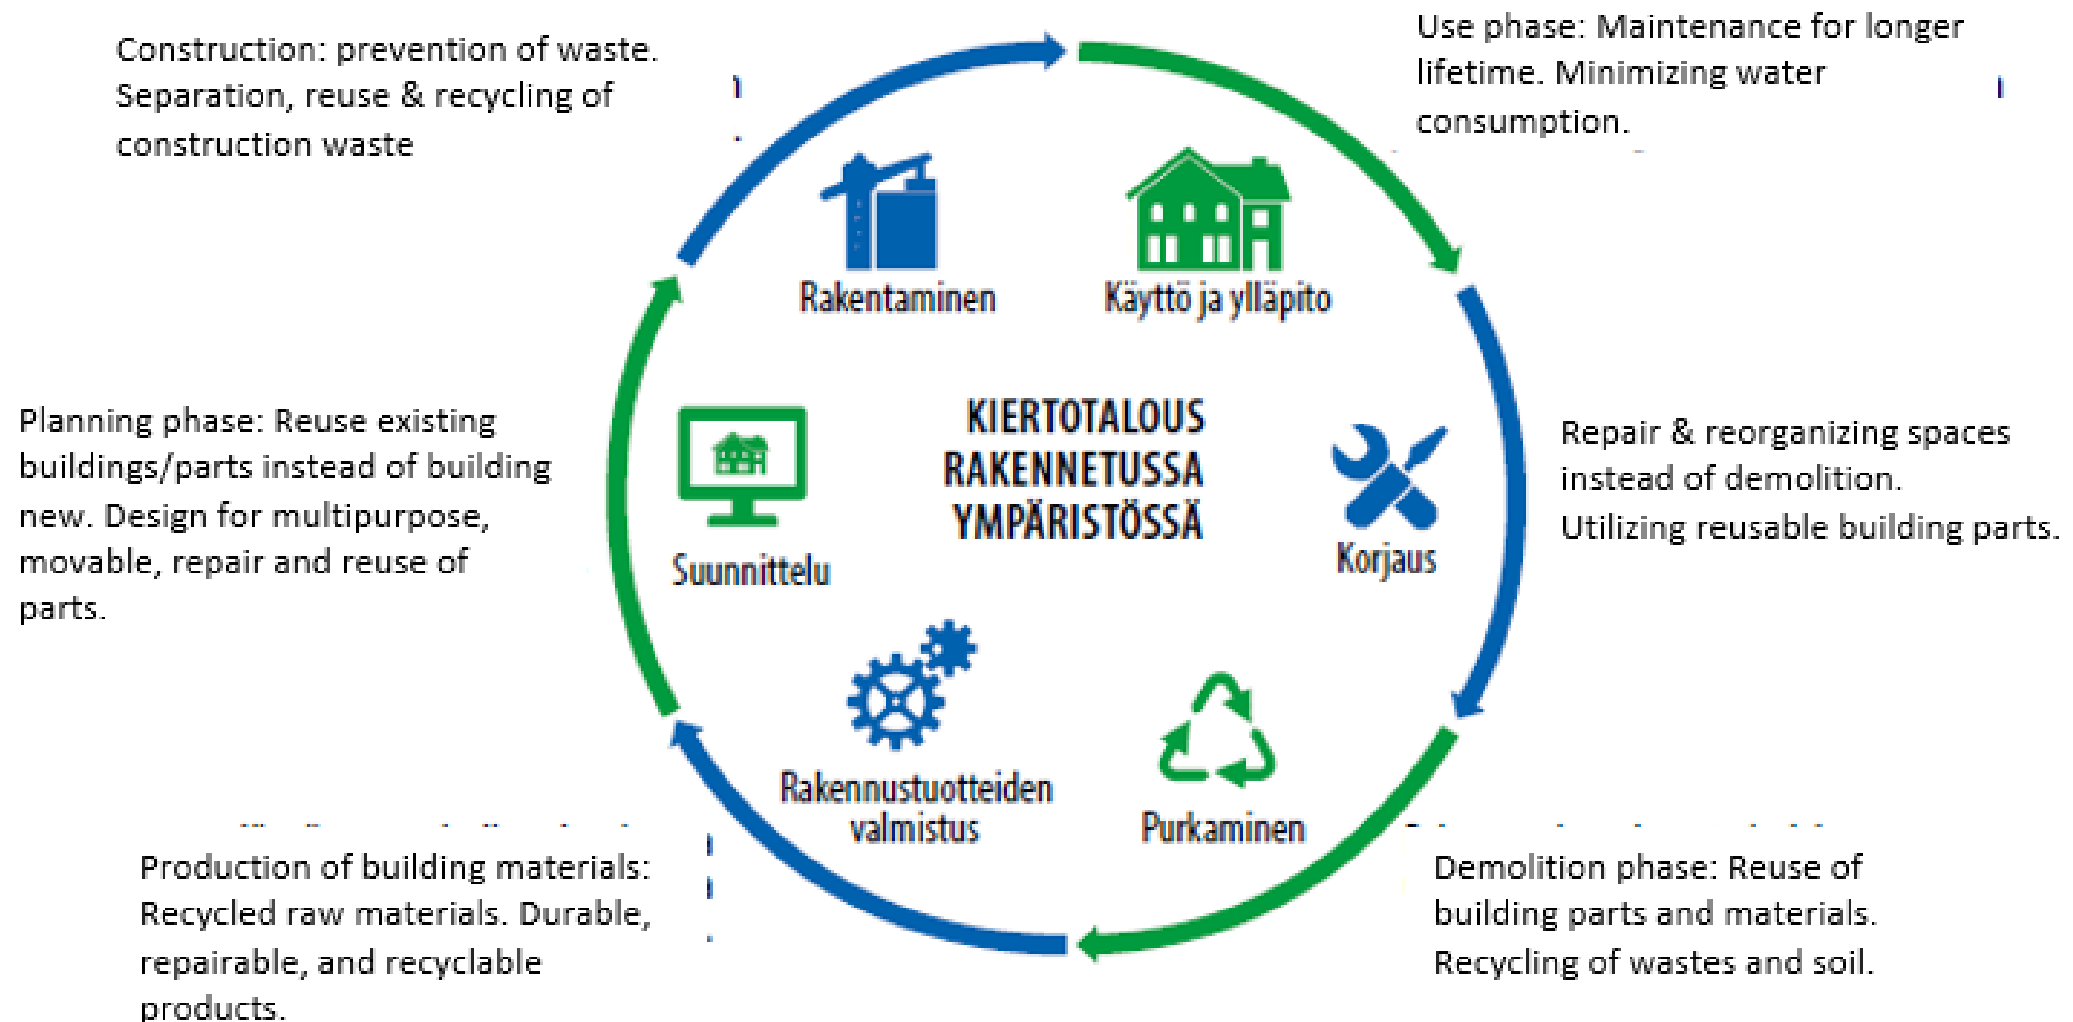 Construction: prevention of waste.
Separation, reuse & recycling of
construction waste
Use phase: Maintenance for longer
lifetime. Minimizing water
consumption.
Rakentaminen
Käyttö ja ylläpito
Planning phase: Reuse existing
buildings/parts instead of building
new. Design for multipurpose,
movable, repair and reuse of
parts.
Suunnittelu
KIERTOTALOUS
RAKENNETUSSA
YMPÄRISTÖSSÄ
Korjaus
Repair & reorganizing spaces
instead of demolition.
Utilizing reusable building parts.
Rakennustuotteiden
valmistus
Purkaminen
Production of building materials:
Recycled raw materials. Durable,
repairable, and recyclable
products.
Demolition phase: Reuse of
building parts and materials.
Recycling of wastes and soil.